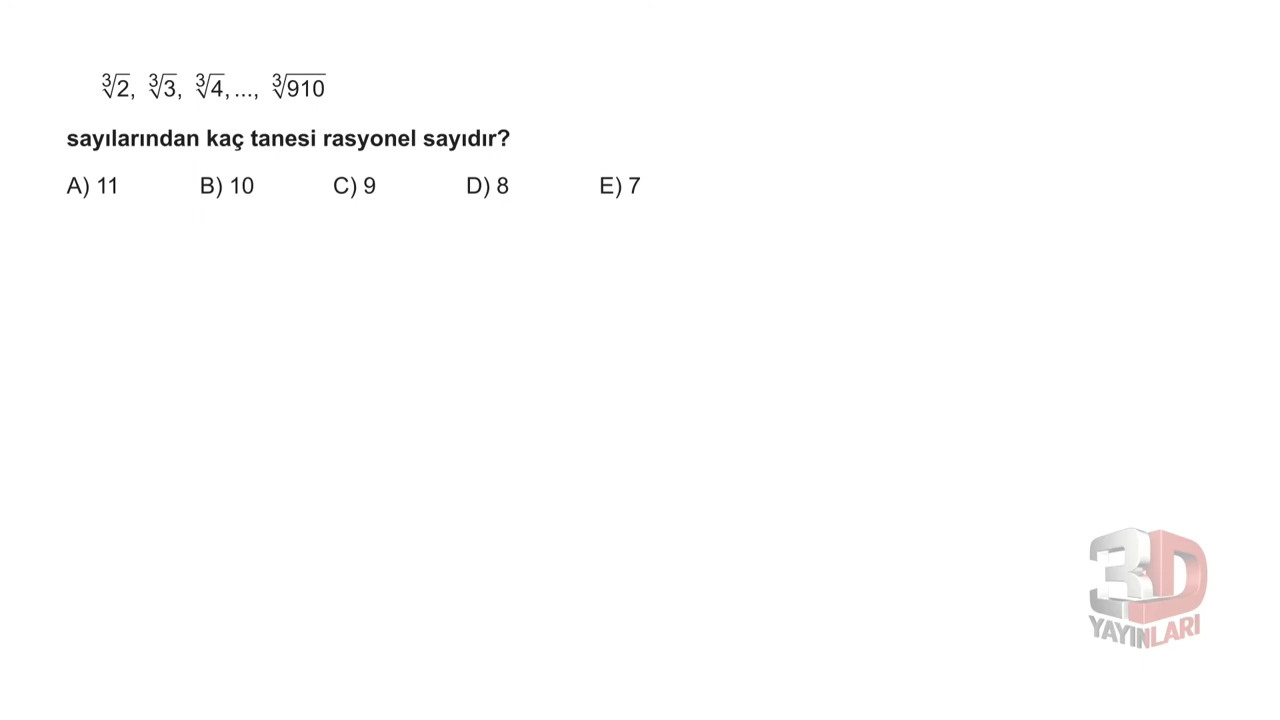 ∛2, ∛3, ∛4, ..., ∛910
sayılarından kaç tanesi rasyonel sayıdır?
A) 11 B) 10 C) 9 D) 8 E) 7
3D
YAYINLARI